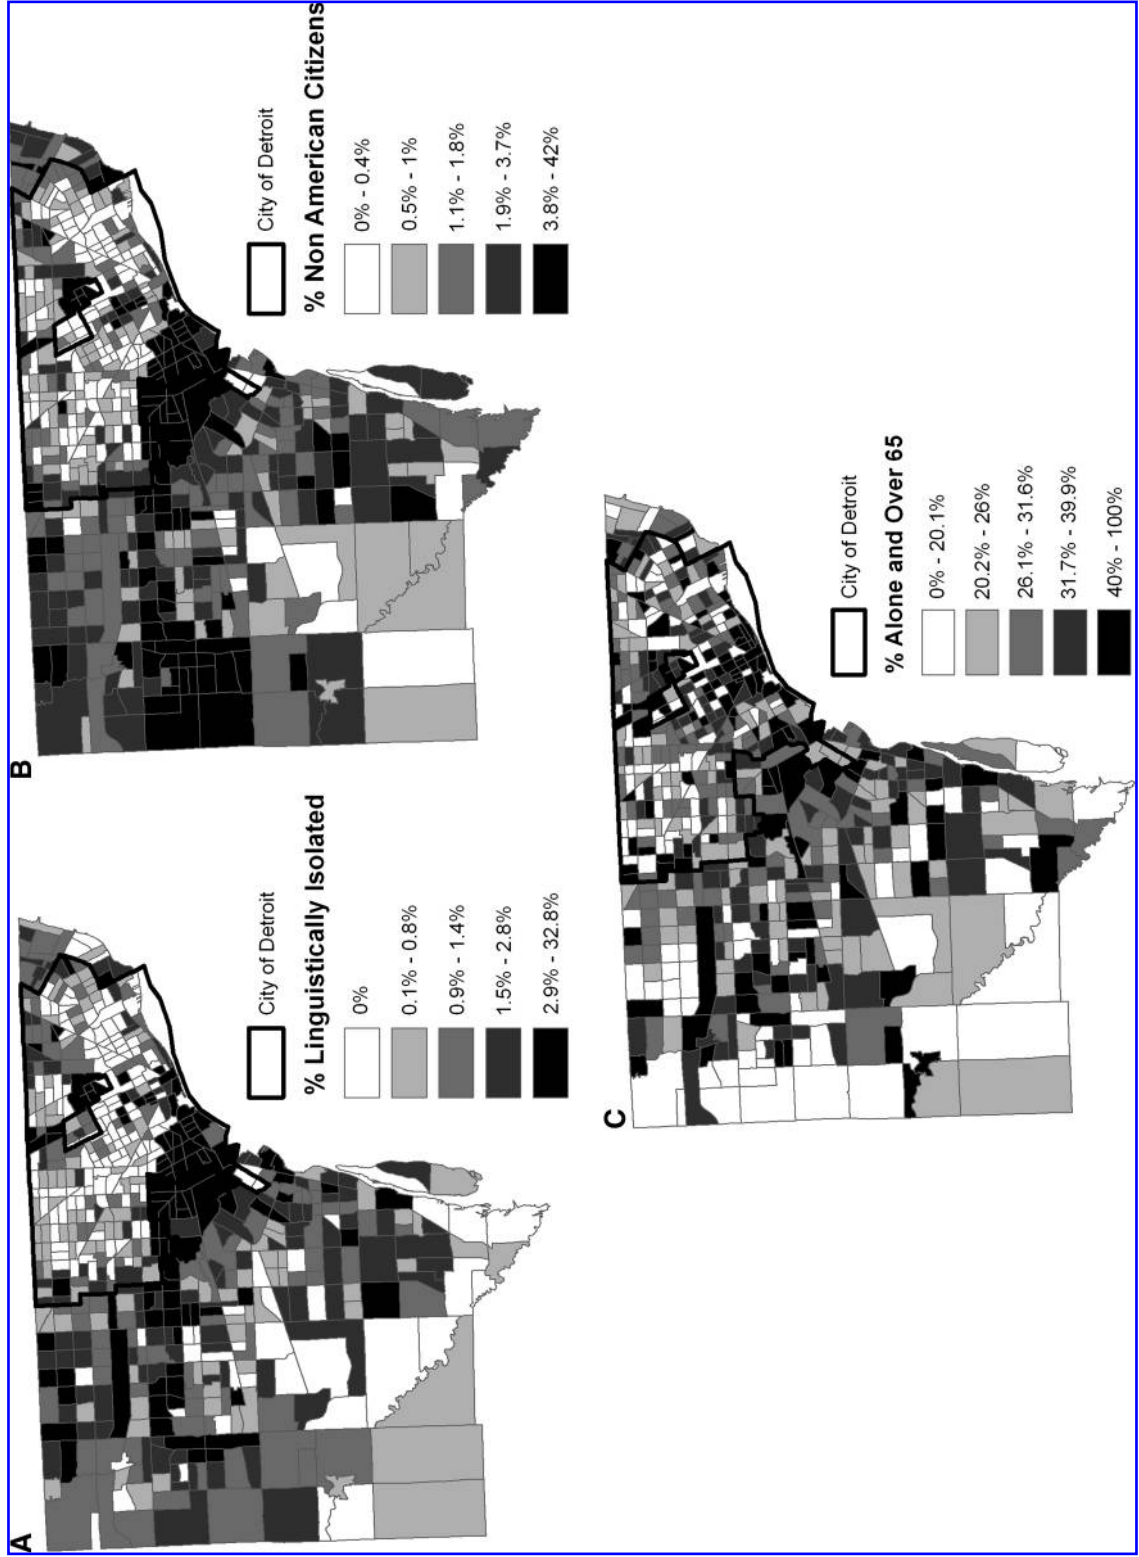 A
City of Detroit
% Linguistically Isolated
0%
0.1% - 0.8%
0.9% - 1.4%
1.5% - 2.8%
2.9% - 32.8%
B
City of Detroit
% Non American Citizens
0% - 0.4%
0.5% - 1%
1.1% - 1.8%
1.9% - 3.7%
3.8% - 42%
C
City of Detroit
% Alone and Over 65
0% - 20.1%
20.2% - 26%
26.1% - 31.6%
31.7% - 39.9%
40% - 100%